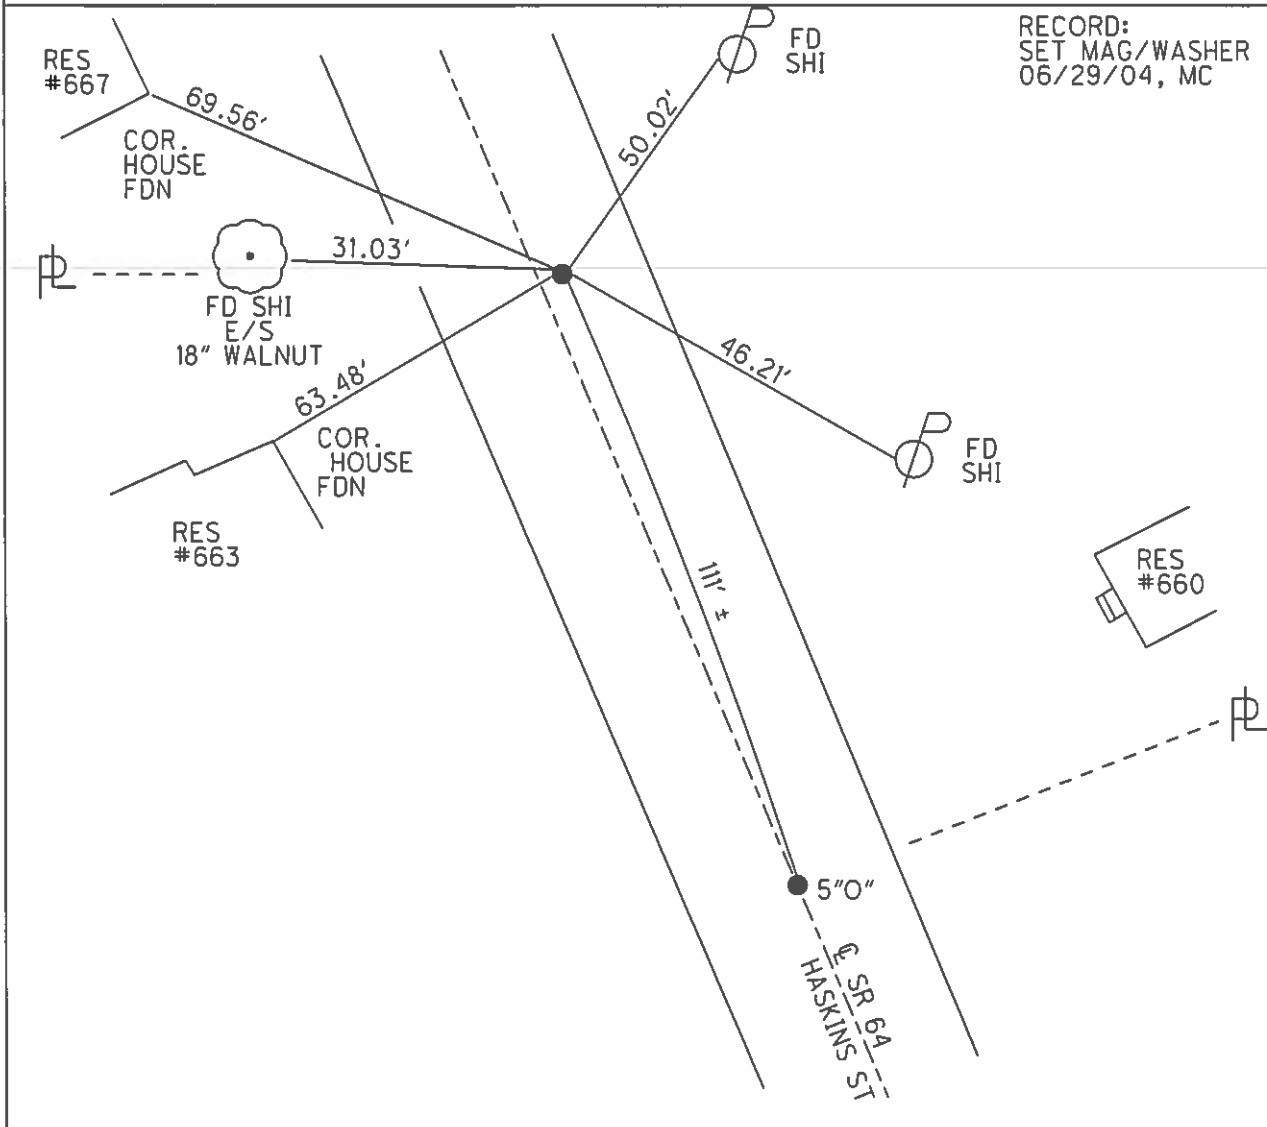 RECORD:
SET MAG/WASHER
06/29/04, MC
FD
SHI
RES
#667
69.56'
COR.
HOUSE
FDN
50.02'
31.03'
PL
FD SHI
E/S
18" WALNUT
63.48'
46.21'
COR.
HOUSE
FDN
FD
SHI
RES
#663
RES
#660
111' ±
PL
5"O"
℄ SR 64
HASKINS ST